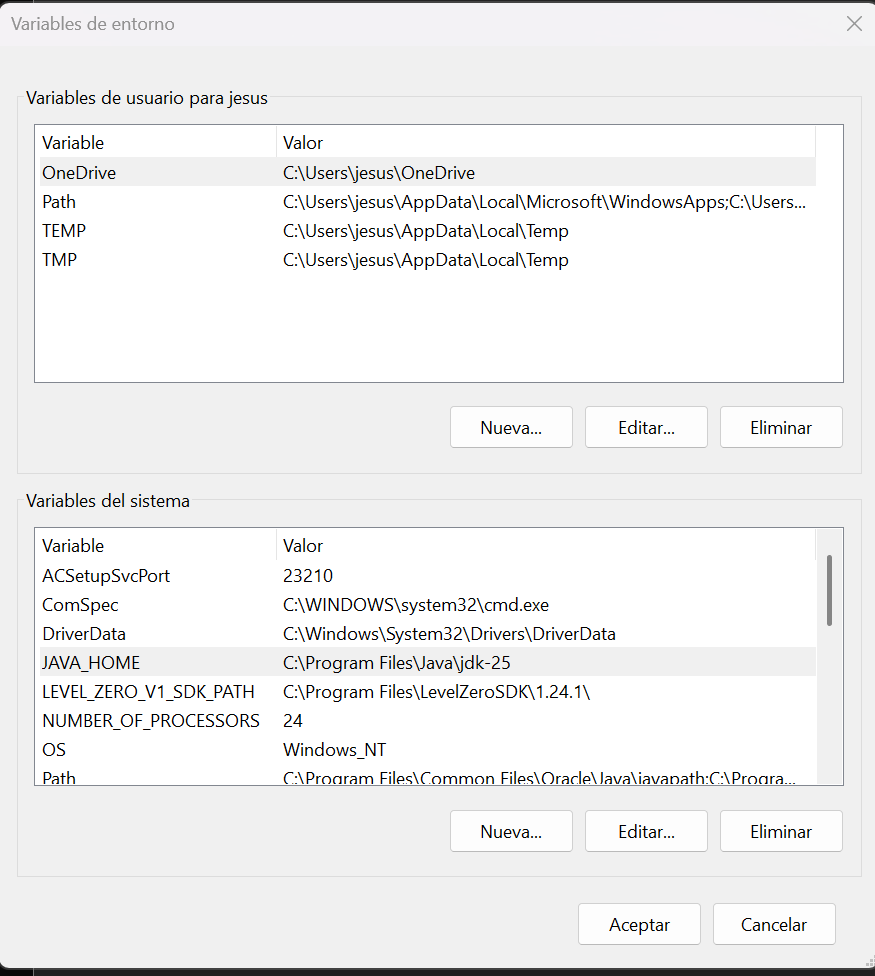 Variables de entorno
Variables de usuario para jesus
Variable Valor
OneDrive C:\Users\jesus\OneDrive
Path C:\Users\jesus\AppData\Local\Microsoft\WindowsApps;C:\Users...
TEMP C:\Users\jesus\AppData\Local\Temp
TMP C:\Users\jesus\AppData\Local\Temp
Nueva... Editar... Eliminar
Variables del sistema
Variable Valor
ACSetupSvcPort 23210
ComSpec C:\WINDOWS\system32\cmd.exe
DriverData C:\Windows\System32\Drivers\DriverData
JAVA_HOME C:\Program Files\Java\jdk-25
LEVEL_ZERO_V1_SDK_PATH C:\Program Files\LevelZeroSDK\1.24.1\
NUMBER_OF_PROCESSORS 24
OS Windows_NT
Path C:\Program Files\Common Files\Oracle\Java\javapath;C:\Progra...
Nueva... Editar... Eliminar
Aceptar Cancelar